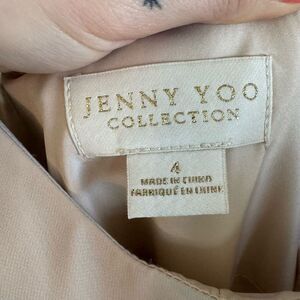 JENNY YOO
COLLECTION
4
MADE IN CHINA
FABRIQUÉ EN CHINE